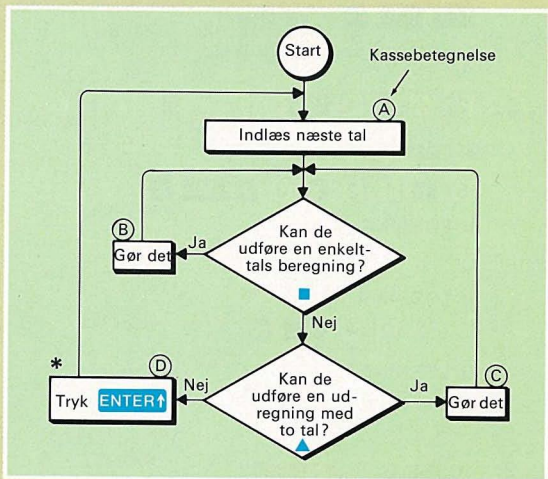 Start
Kassebetegnelse
A
Indlæs næste tal
B
Gør det
Ja
Kan de
udføre en enkelt-
tals beregning?
Nej
*
D
Tryk ENTER↑
Nej
Kan de
udføre en ud-
regning med
to tal?
Ja
C
Gør det